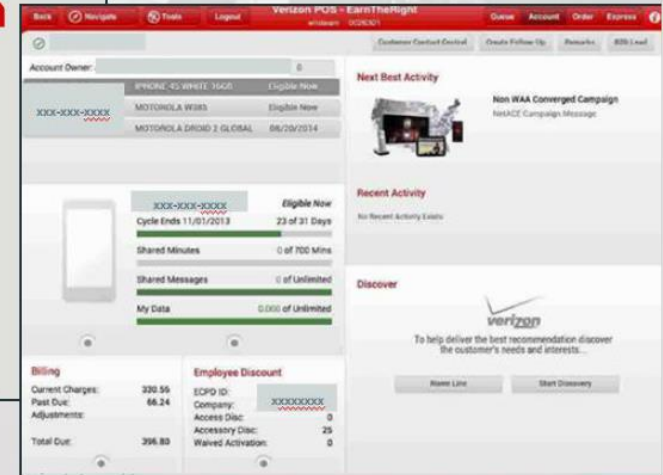 Verizon POS - EarnTheRight
Back Navigate Tools Logout
Queue Account Order Express
Customer Contact Central Create Follow-Up Remarks B2B Lead
Account Owner:
IPHONE 4S WHITE 16GB Eligible Now
xxx-xxx-xxxx
MOTOROLA W385 Eligible Now
MOTOROLA DROID 2 GLOBAL 08/20/2014
xxx-xxx-xxxx Eligible Now
Cycle Ends 11/01/2013 23 of 31 Days
Shared Minutes 0 of 700 Mins
Shared Messages 0 of Unlimited
My Data 0.000 of Unlimited
Billing
Current Charges: 330.56
Past Due: 66.24
Adjustments:
Total Due: 396.80
Employee Discount
ECPD ID:
Company: xxxxxxxx
Access Disc: 0
Accessory Disc: 25
Waived Activation: 0
Next Best Activity
Non WAA Converged Campaign
NetACE Campaign Message
Recent Activity
No Recent Activity Exists
Discover
verizon
To help deliver the best recommendation discover
the customer's needs and interests...
Name Line Start Discovery